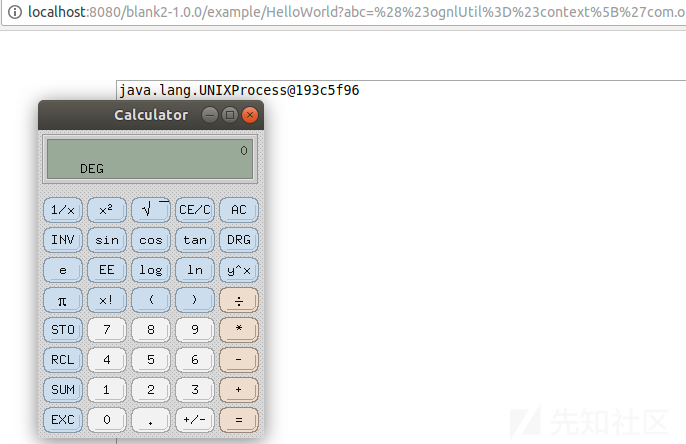 localhost:8080/blank2-1.0.0/example/HelloWorld?abc=%28%23ognlUtil%3D%23context%5B%27com.o
java.lang.UNIXProcess@193c5f96
Calculator
0
DEG
1/x x² √‾ CE/C AC
INV sin cos tan DRG
e EE log ln y^x
π x! ( ) ÷
STO 7 8 9 *
RCL 4 5 6 -
SUM 1 2 3 +
EXC 0 . +/- =
先知社区